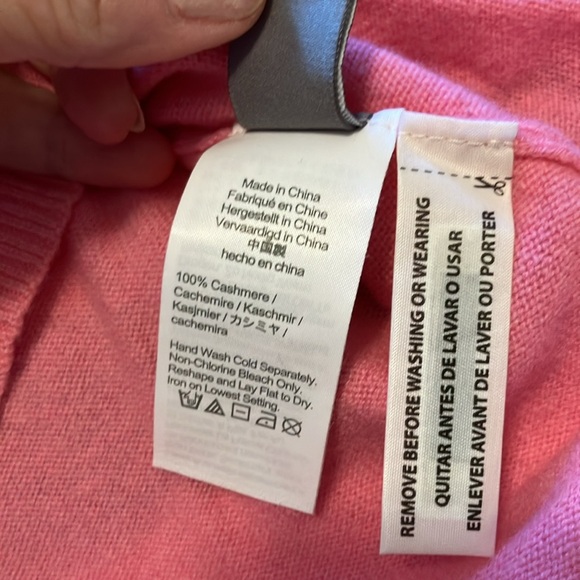 Made in China
Fabriqué en Chine
Hergestellt in China
Vervaardigd in China
中国製
hecho en china
100% Cashmere /
Cachemire / Kaschmir /
Kasjmier / カシミヤ /
cachemira
Hand Wash Cold Separately.
Non-Chlorine Bleach Only.
Reshape and Lay Flat to Dry.
Iron on Lowest Setting.
REMOVE BEFORE WASHING OR WEARING
QUITAR ANTES DE LAVAR O USAR
ENLEVER AVANT DE LAVER OU PORTER